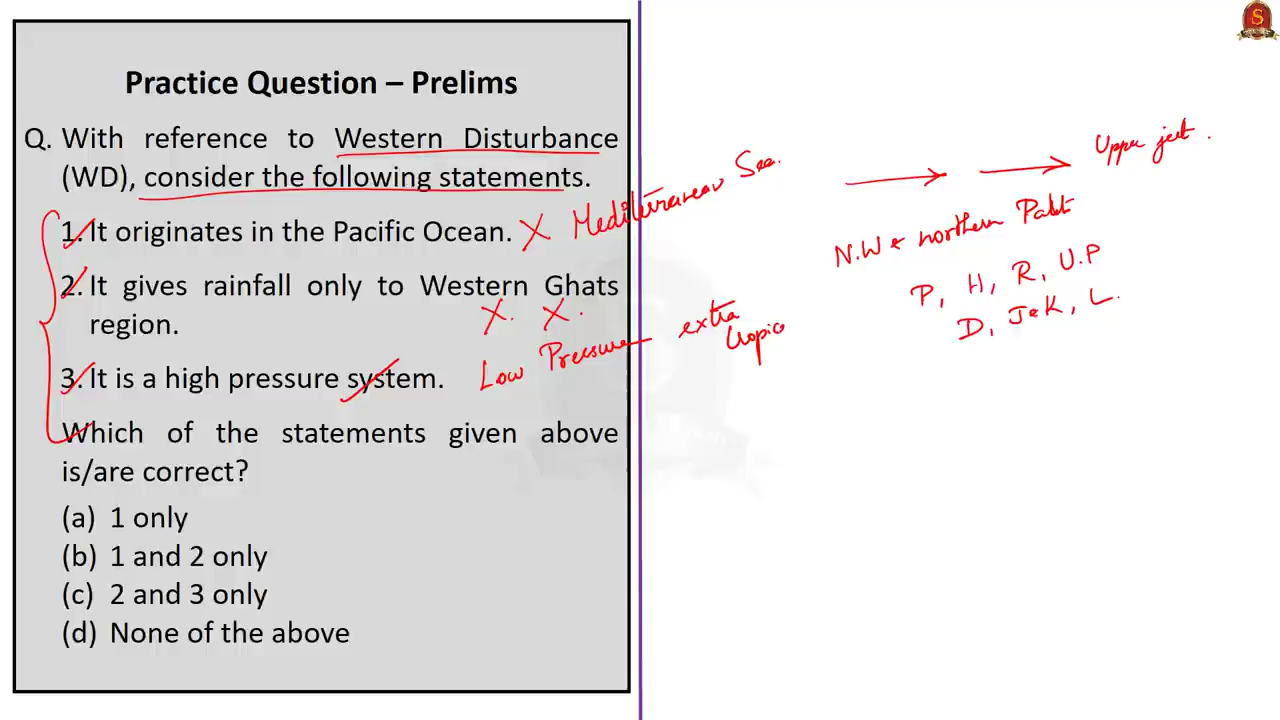 Practice Question – Prelims
Q. With reference to Western Disturbance
(WD), consider the following statements.
1. It originates in the Pacific Ocean. X Mediterranean Sea.
2. It gives rainfall only to Western Ghats
region. X. X.
3. It is a high pressure system. Low Pressure extra
tropic
Which of the statements given above
is/are correct?
(a) 1 only
(b) 1 and 2 only
(c) 2 and 3 only
(d) None of the above
Upper jeet.
N.W & northern
P, H, R, U.P
D, J&K, L.
S